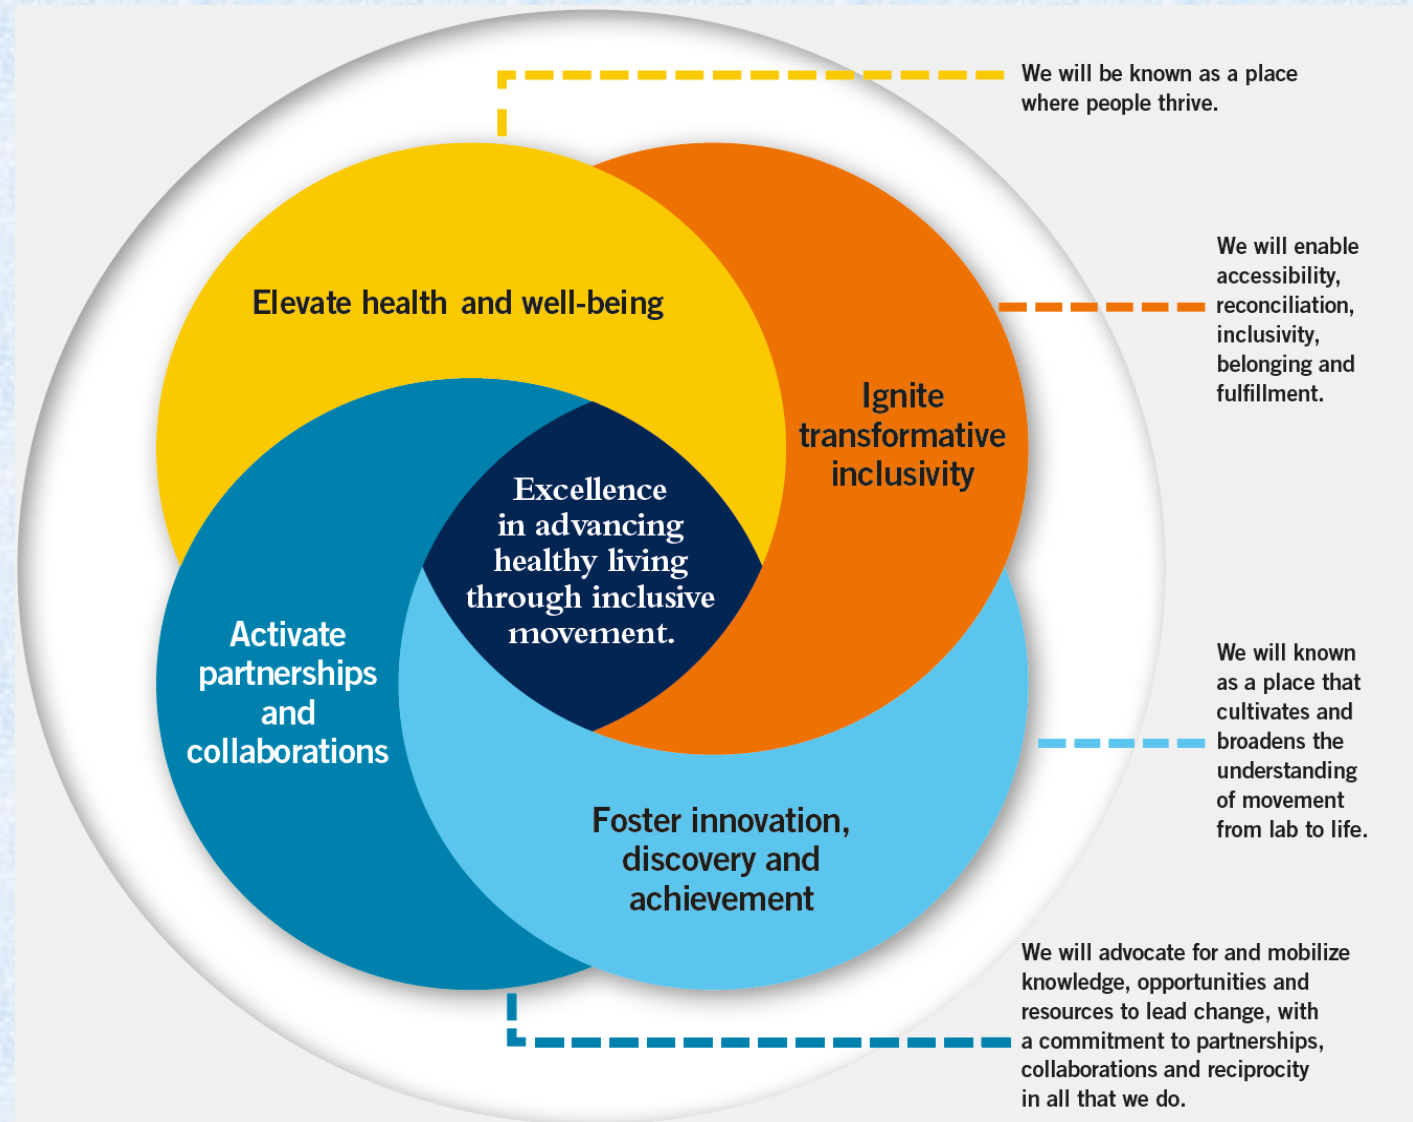 We will be known as a place
where people thrive.
Elevate health and well-being
We will enable
accessibility,
reconciliation,
inclusivity,
belonging and
fulfillment.
Ignite
transformative
inclusivity
Excellence
in advancing
healthy living
through inclusive
movement.
Activate
partnerships
and
collaborations
We will known
as a place that
cultivates and
broadens the
understanding
of movement
from lab to life.
Foster innovation,
discovery and
achievement
We will advocate for and mobilize
knowledge, opportunities and
resources to lead change, with
a commitment to partnerships,
collaborations and reciprocity
in all that we do.